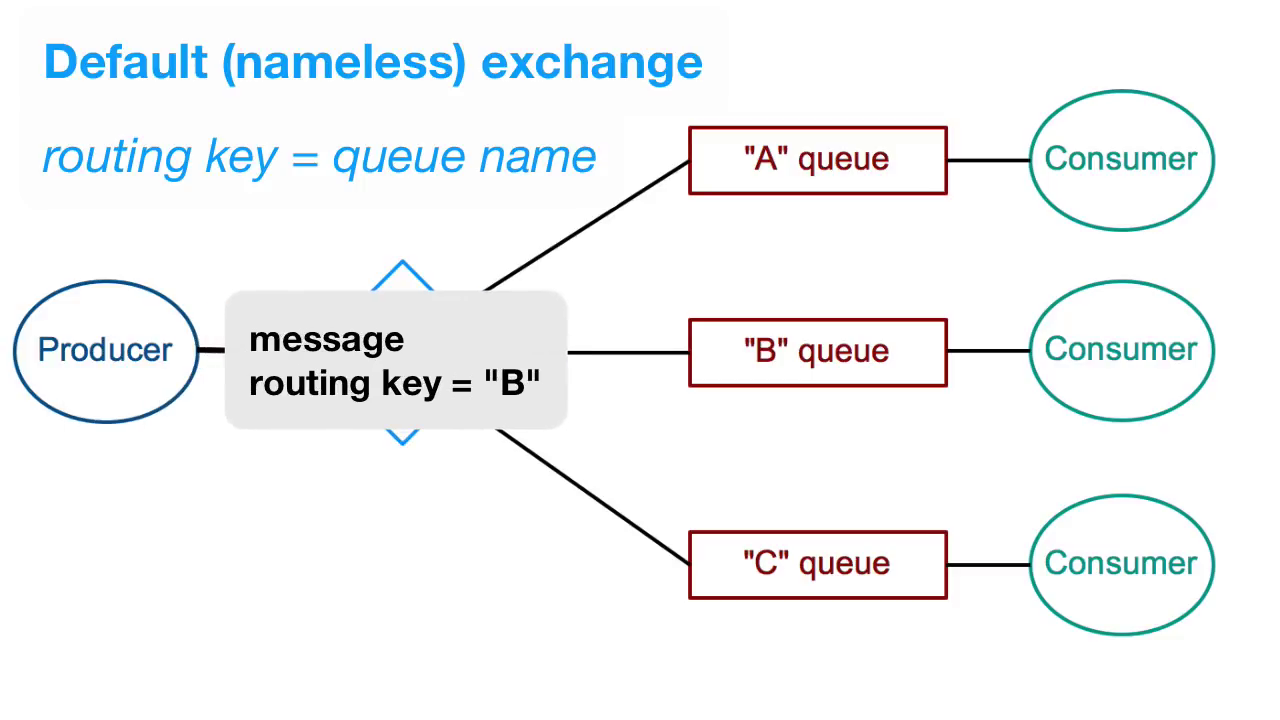 Default (nameless) exchange
routing key = queue name
"A" queue
Consumer
Producer
message
routing key = "B"
"B" queue
Consumer
"C" queue
Consumer